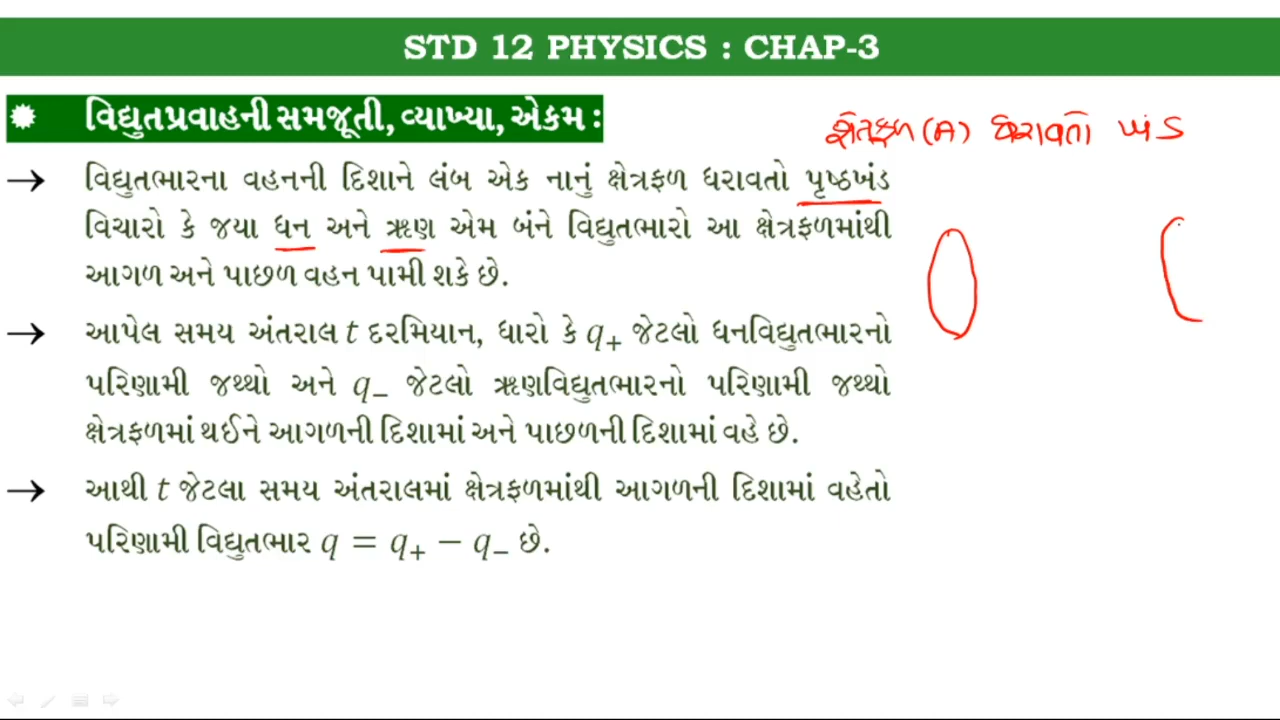 STD 12 PHYSICS : CHAP-3
વિદ્યુતપ્રવાહની સમજૂતી, વ્યાખ્યા, એકમ :
ક્ષેત્રફળ (A) ધરાવતો ખંડ
→ વિદ્યુતભારના વહનની દિશાને લંબ એક નાનું ક્ષેત્રફળ ધરાવતો પૃષ્ઠખંડ
વિચારો કે જયા ધન અને ઋણ એમ બંને વિદ્યુતભારો આ ક્ષેત્રફળમાંથી
આગળ અને પાછળ વહન પામી શકે છે.
→ આપેલ સમય અંતરાલ t દરમિયાન, ધારો કે q₊ જેટલો ધનવિદ્યુતભારનો
પરિણામી જથ્થો અને q₋ જેટલો ઋણવિદ્યુતભારનો પરિણામી જથ્થો
ક્ષેત્રફળમાં થઈને આગળની દિશામાં અને પાછળની દિશામાં વહે છે.
→ આથી t જેટલા સમય અંતરાલમાં ક્ષેત્રફળમાંથી આગળની દિશામાં વહેતો
પરિણામી વિદ્યુતભાર q = q₊ − q₋ છે.